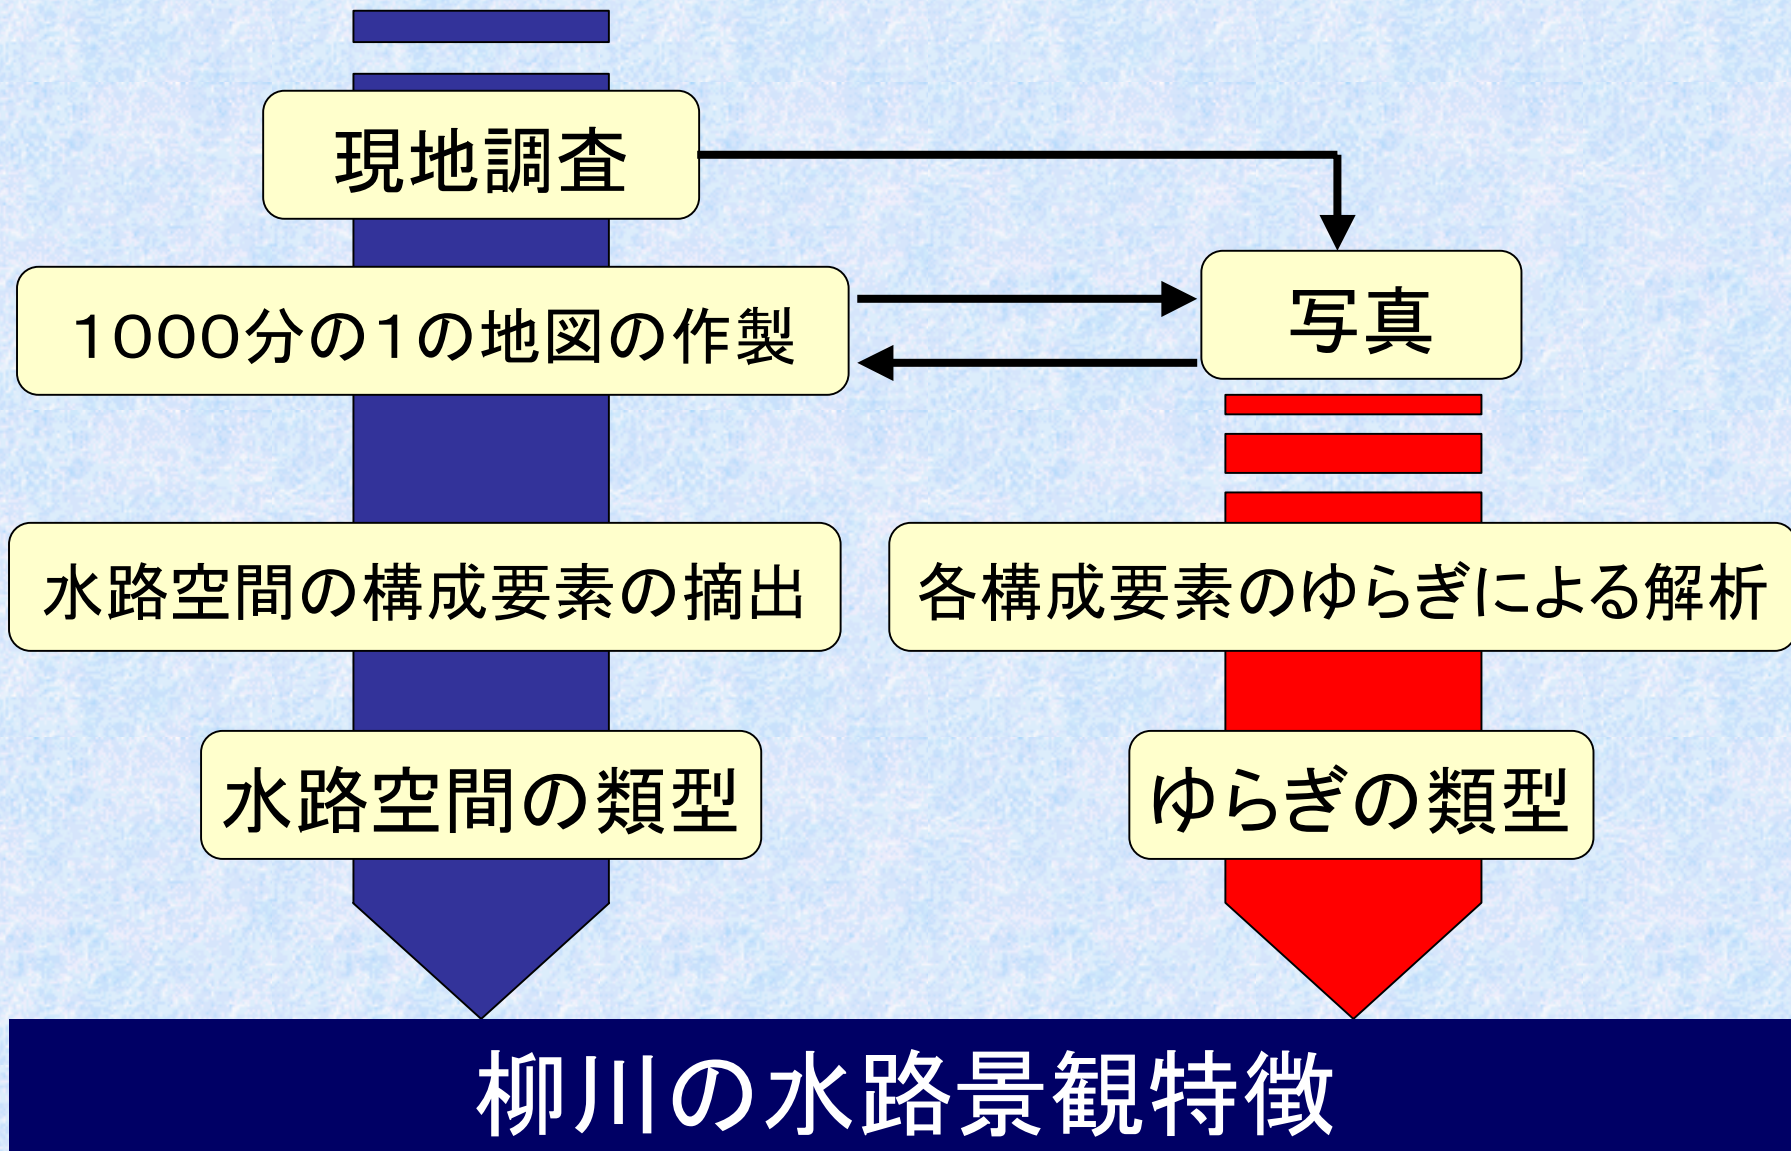 現地調査
1000分の1の地図の作製
写真
水路空間の構成要素の摘出
各構成要素のゆらぎによる解析
水路空間の類型
ゆらぎの類型
柳川の水路景観特徴